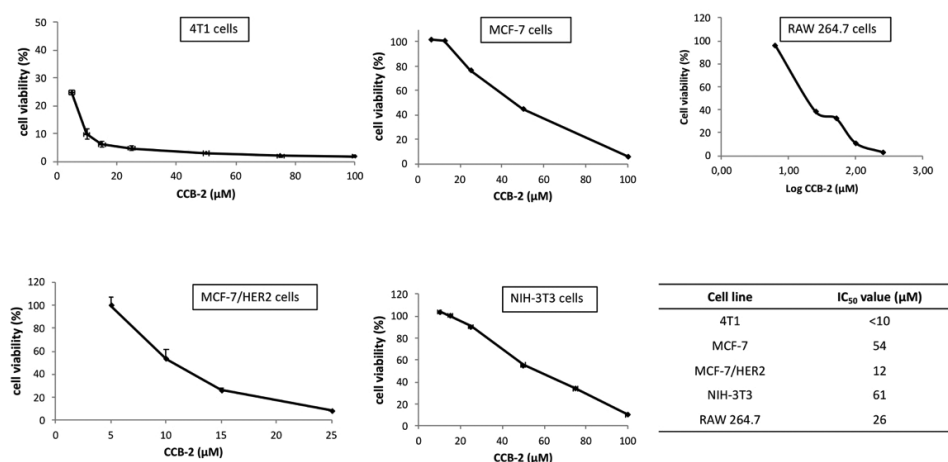 4T1 cells
cell viability (%)
50
40
30
20
10
0
0 20 40 60 80 100
CCB-2 (µM)
MCF-7 cells
cell viability (%)
100
80
60
40
20
0
0 20 40 60 80 100
CCB-2 (µM)
RAW 264.7 cells
Cell viability (%)
120
100
80
60
40
20
0
0,00 1,00 2,00 3,00
Log CCB-2 (µM)
MCF-7/HER2 cells
cell viability (%)
120
100
80
60
40
20
0
0 5 10 15 20 25
CCB-2 (µM)
NIH-3T3 cells
cell viability (%)
120
100
80
60
40
20
0
0 20 40 60 80 100
CCB-2 (µM)
Cell line IC50 value (µM)
4T1 <10
MCF-7 54
MCF-7/HER2 12
NIH-3T3 61
RAW 264.7 26